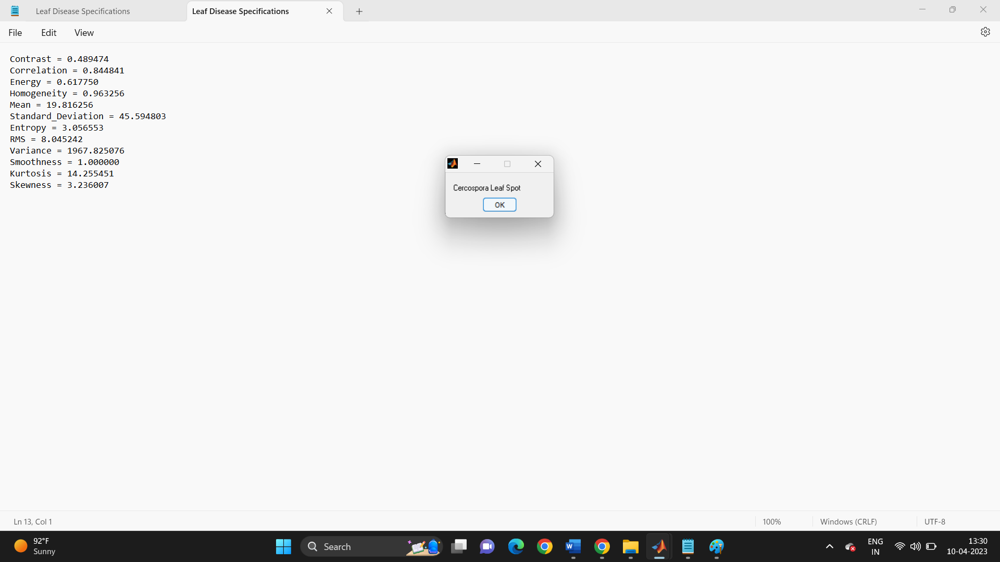 Leaf Disease Specifications
Leaf Disease Specifications
File Edit View
Contrast = 0.489474
Correlation = 0.844841
Energy = 0.617750
Homogeneity = 0.963256
Mean = 19.816256
Standard_Deviation = 45.594803
Entropy = 3.056553
RMS = 8.045242
Variance = 1967.825076
Smoothness = 1.000000
Kurtosis = 14.255451
Skewness = 3.236007
Cercospora Leaf Spot
OK
Ln 13, Col 1
100%
Windows (CRLF)
UTF-8
92°F
Sunny
Search
W
ENG
IN
13:30
10-04-2023